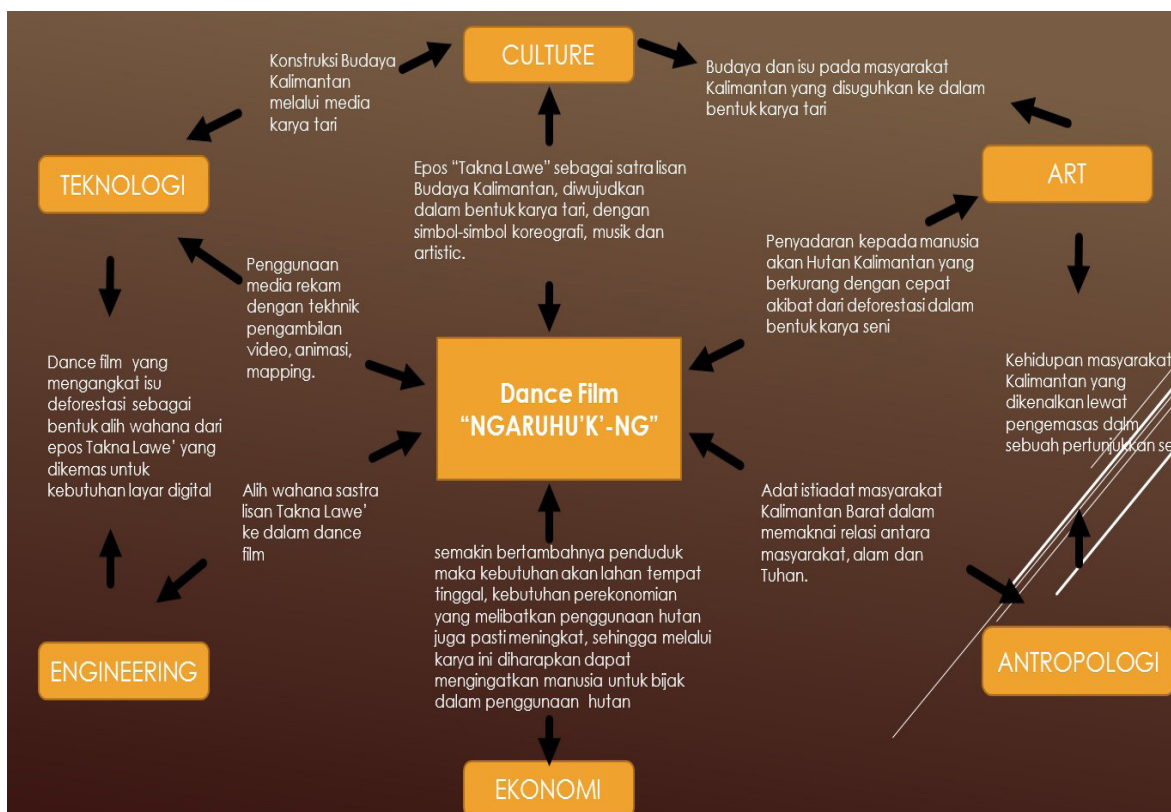 CULTURE
Konstruksi Budaya
Kalimantan
melalui media
karya tari
Budaya dan isu pada masyarakat
Kalimantan yang disuguhkan ke dalam
bentuk karya tari
TEKNOLOGI
Epos “Takna Lawe” sebagai satra lisan
Budaya Kalimantan, diwujudkan
dalam bentuk karya tari, dengan
simbol-simbol koreografi, musik dan
artistic.
ART
Penggunaan
media rekam
dengan tekhnik
pengambilan
video, animasi,
mapping.
Penyadaran kepada manusia
akan Hutan Kalimantan yang
berkurang dengan cepat
akibat dari deforestasi dalam
bentuk karya seni
Dance film yang
mengangkat isu
deforestasi sebagai
bentuk alih wahana dari
epos Takna Lawe’ yang
dikemas untuk
kebutuhan layar digital
Dance Film
“NGARUHU’K’-NG”
Kehidupan masyarakat
Kalimantan yang
dikenalkan lewat
pengemasas dalm
sebuah pertunjukkan se
Alih wahana sastra
lisan Takna Lawe’
ke dalam dance
film
Adat istiadat masyarakat
Kalimantan Barat dalam
memaknai relasi antara
masyarakat, alam dan
Tuhan.
semakin bertambahnya penduduk
maka kebutuhan akan lahan tempat
tinggal, kebutuhan perekonomian
yang melibatkan penggunaan hutan
juga pasti meningkat, sehingga melalui
karya ini diharapkan dapat
mengingatkan manusia untuk bijak
dalam penggunaan hutan
ENGINEERING
ANTROPOLOGI
EKONOMI